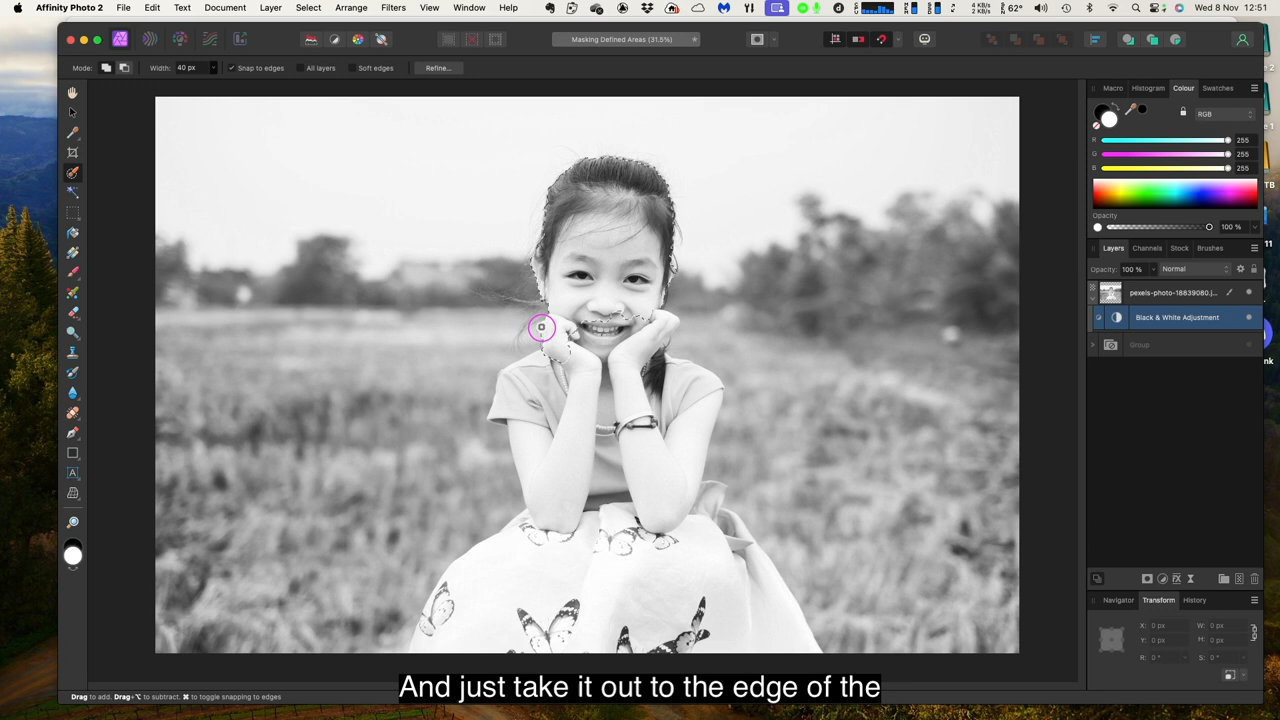 Affinity Photo 2 File Edit Text Document Layer Select Arrange Filters View Window Help 4 KB/s 2 KB/s 62° Wed 8 Nov 12:51
Masking Defined Areas (31.5%)
Mode: Width: 40 px Snap to edges All layers Soft edges Refine...
Macro Histogram Colour Swatches
RGB
R 255
G 255
B 255
Opacity
100 %
Layers Channels Stock Brushes
Opacity: 100 % Normal
pexels-photo-18839080.j...
Black & White Adjustment
Group
Navigator Transform History
X: 0 px W: 0 px
Y: 0 px H: 0 px
R: 0 ° S: 0 °
Drag to add. Drag+⌥ to subtract. ⌘ to toggle snapping to edges
And just take it out to the edge of the